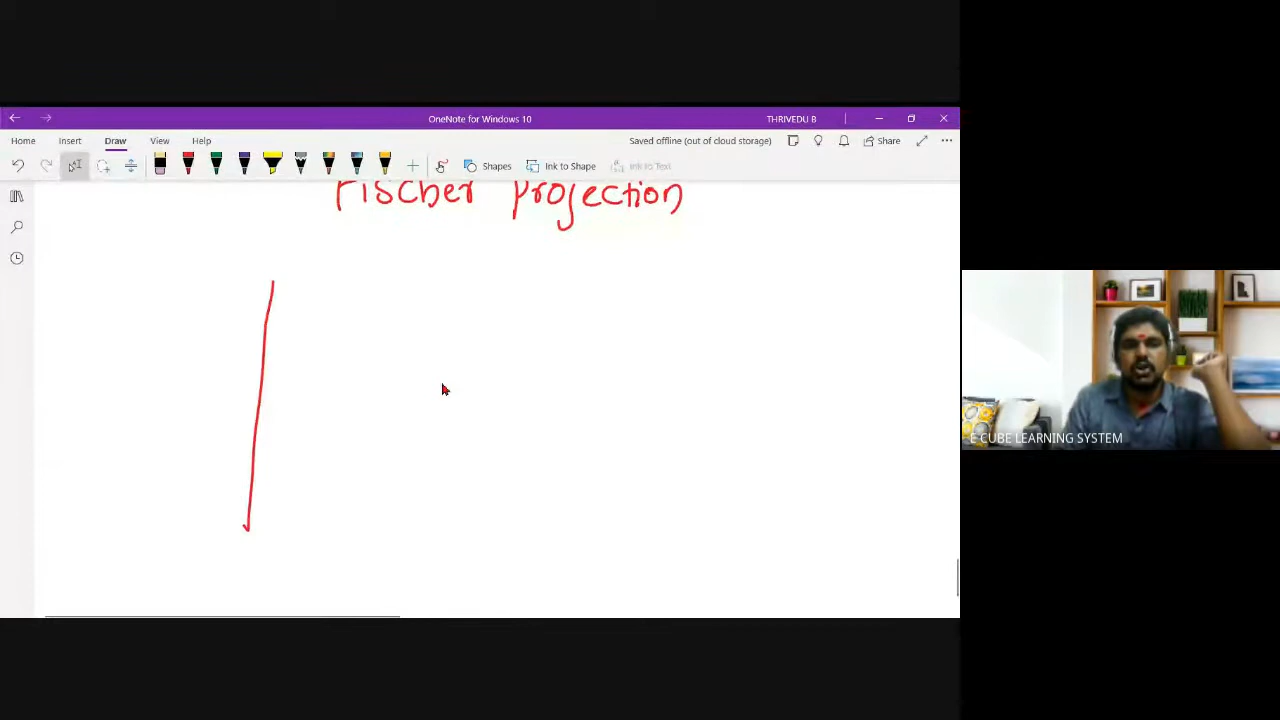 OneNote for Windows 10
THRIVEDU B
Home Insert Draw View Help
Saved offline (out of cloud storage)
Share
Shapes
Ink to Shape
Ink to Text
Fischer Projection
E CUBE LEARNING SYSTEM